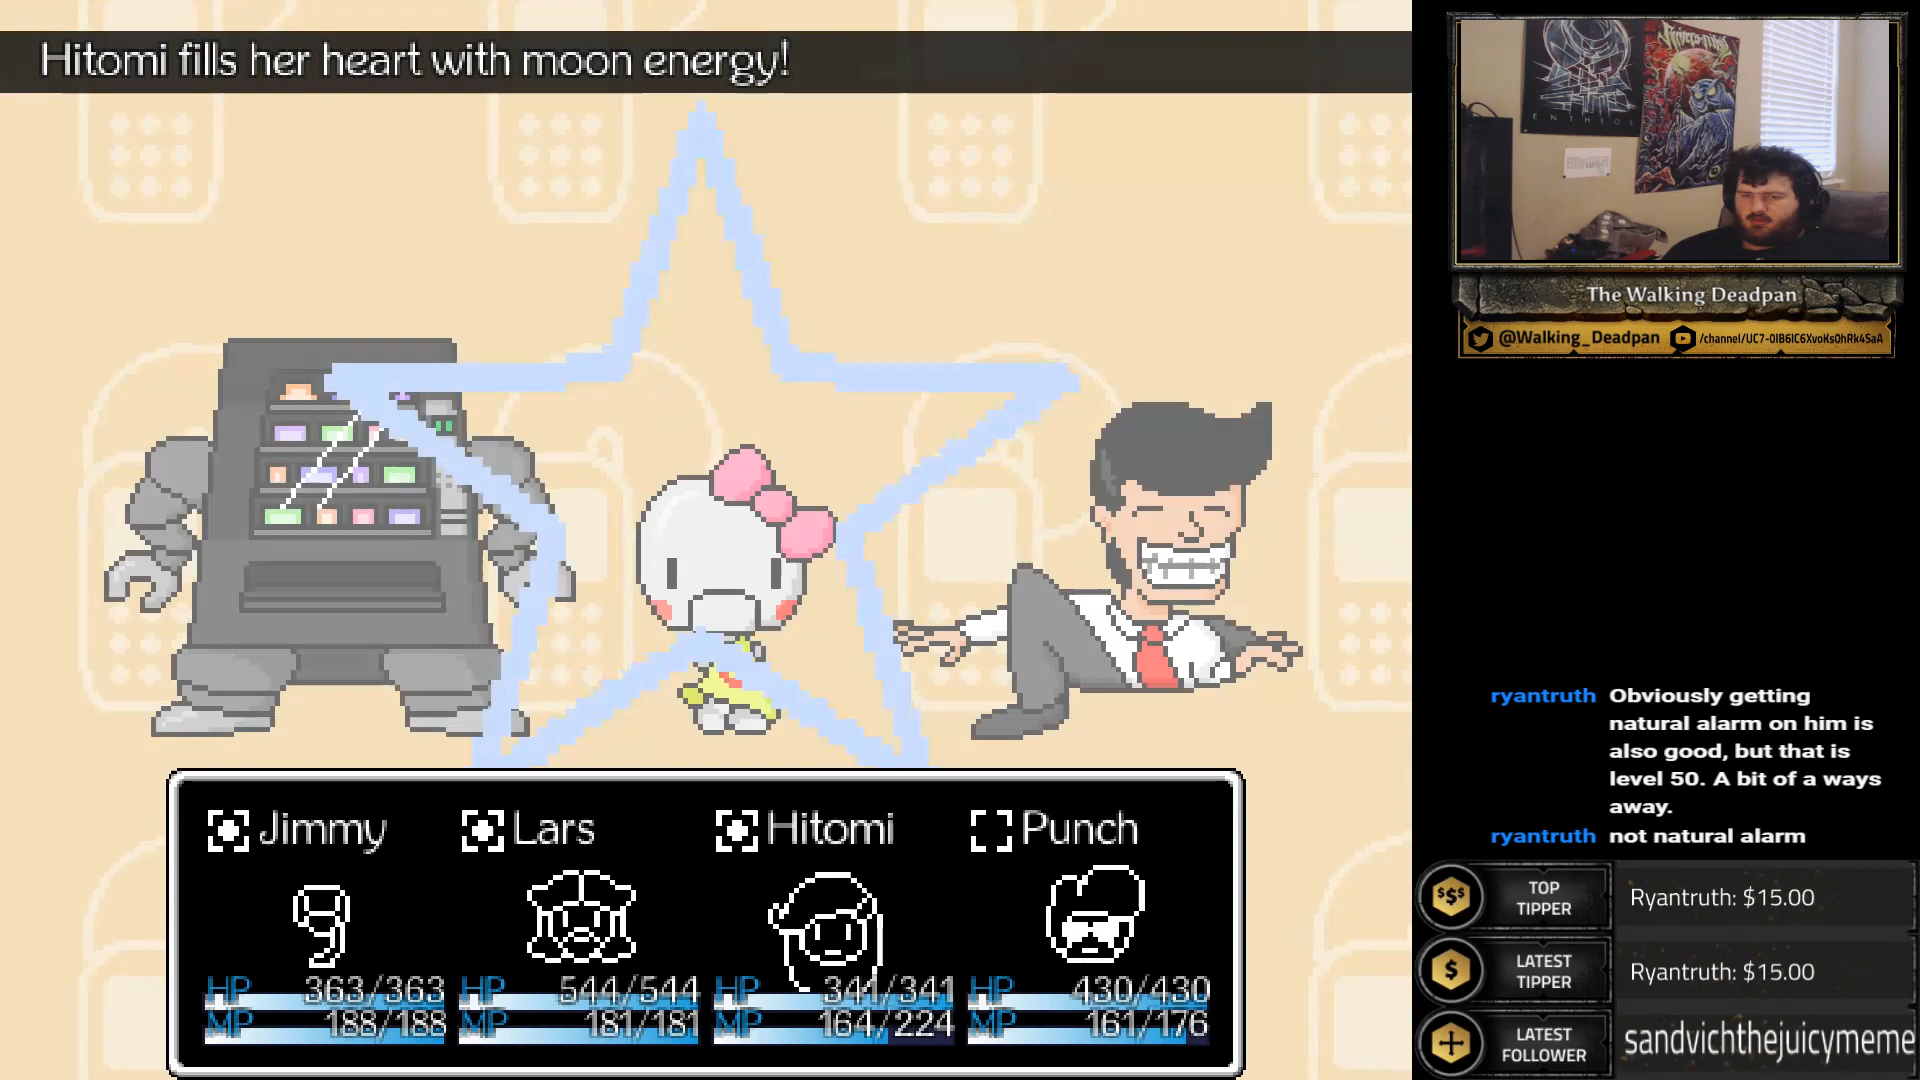 Hitomi fills her heart with moon energy!
ENTHEOS
BANGER
The Walking Deadpan
@Walking_Deadpan
/channel/UC7-0IB6IC6XvoKsOhRk4SaA
ryantruth Obviously getting
natural alarm on him is
also good, but that is
level 50. A bit of a ways
away.
ryantruth not natural alarm
Jimmy Lars Hitomi Punch
HP 363/363 HP 544/544 HP 341/341 HP 430/430
MP 188/188 MP 181/181 MP 164/224 MP 161/176
$$$ TOP TIPPER Ryantruth: $15.00
$ LATEST TIPPER Ryantruth: $15.00
LATEST FOLLOWER sandvichthejuicymeme